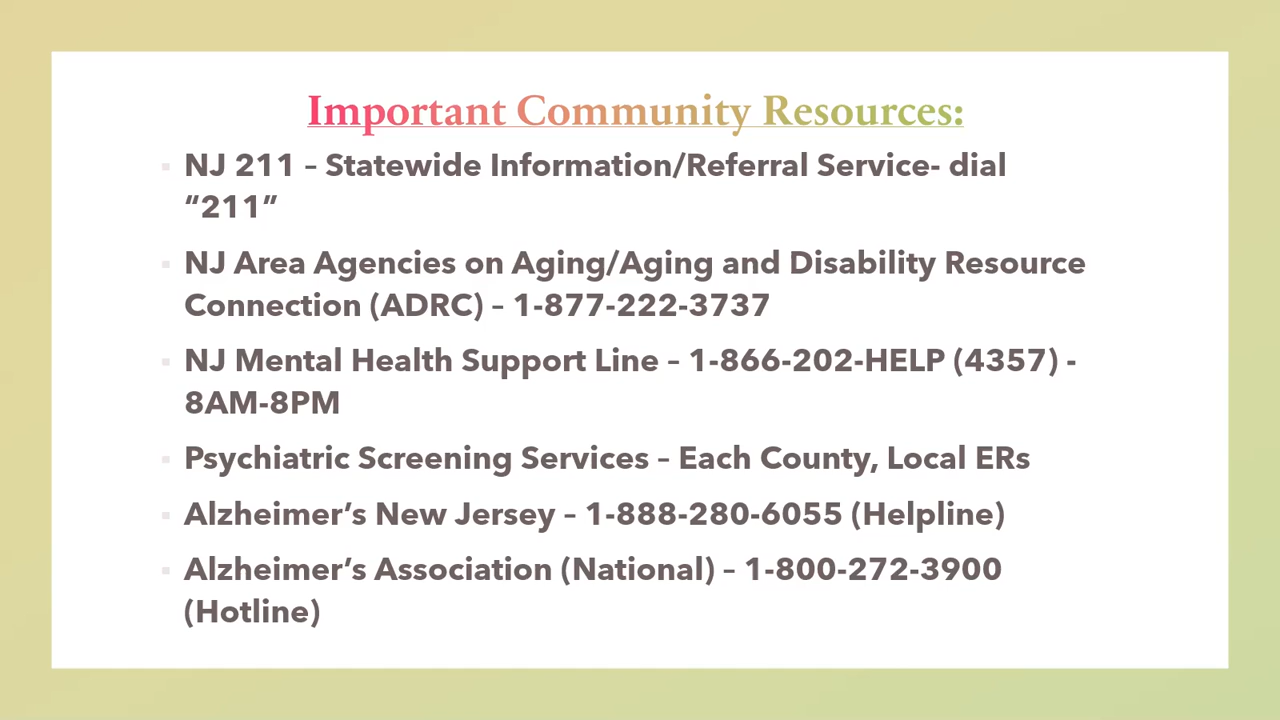 Important Community Resources:
NJ 211 – Statewide Information/Referral Service- dial
“211”
NJ Area Agencies on Aging/Aging and Disability Resource
Connection (ADRC) – 1-877-222-3737
NJ Mental Health Support Line – 1-866-202-HELP (4357) -
8AM-8PM
Psychiatric Screening Services – Each County, Local ERs
Alzheimer’s New Jersey – 1-888-280-6055 (Helpline)
Alzheimer’s Association (National) – 1-800-272-3900
(Hotline)